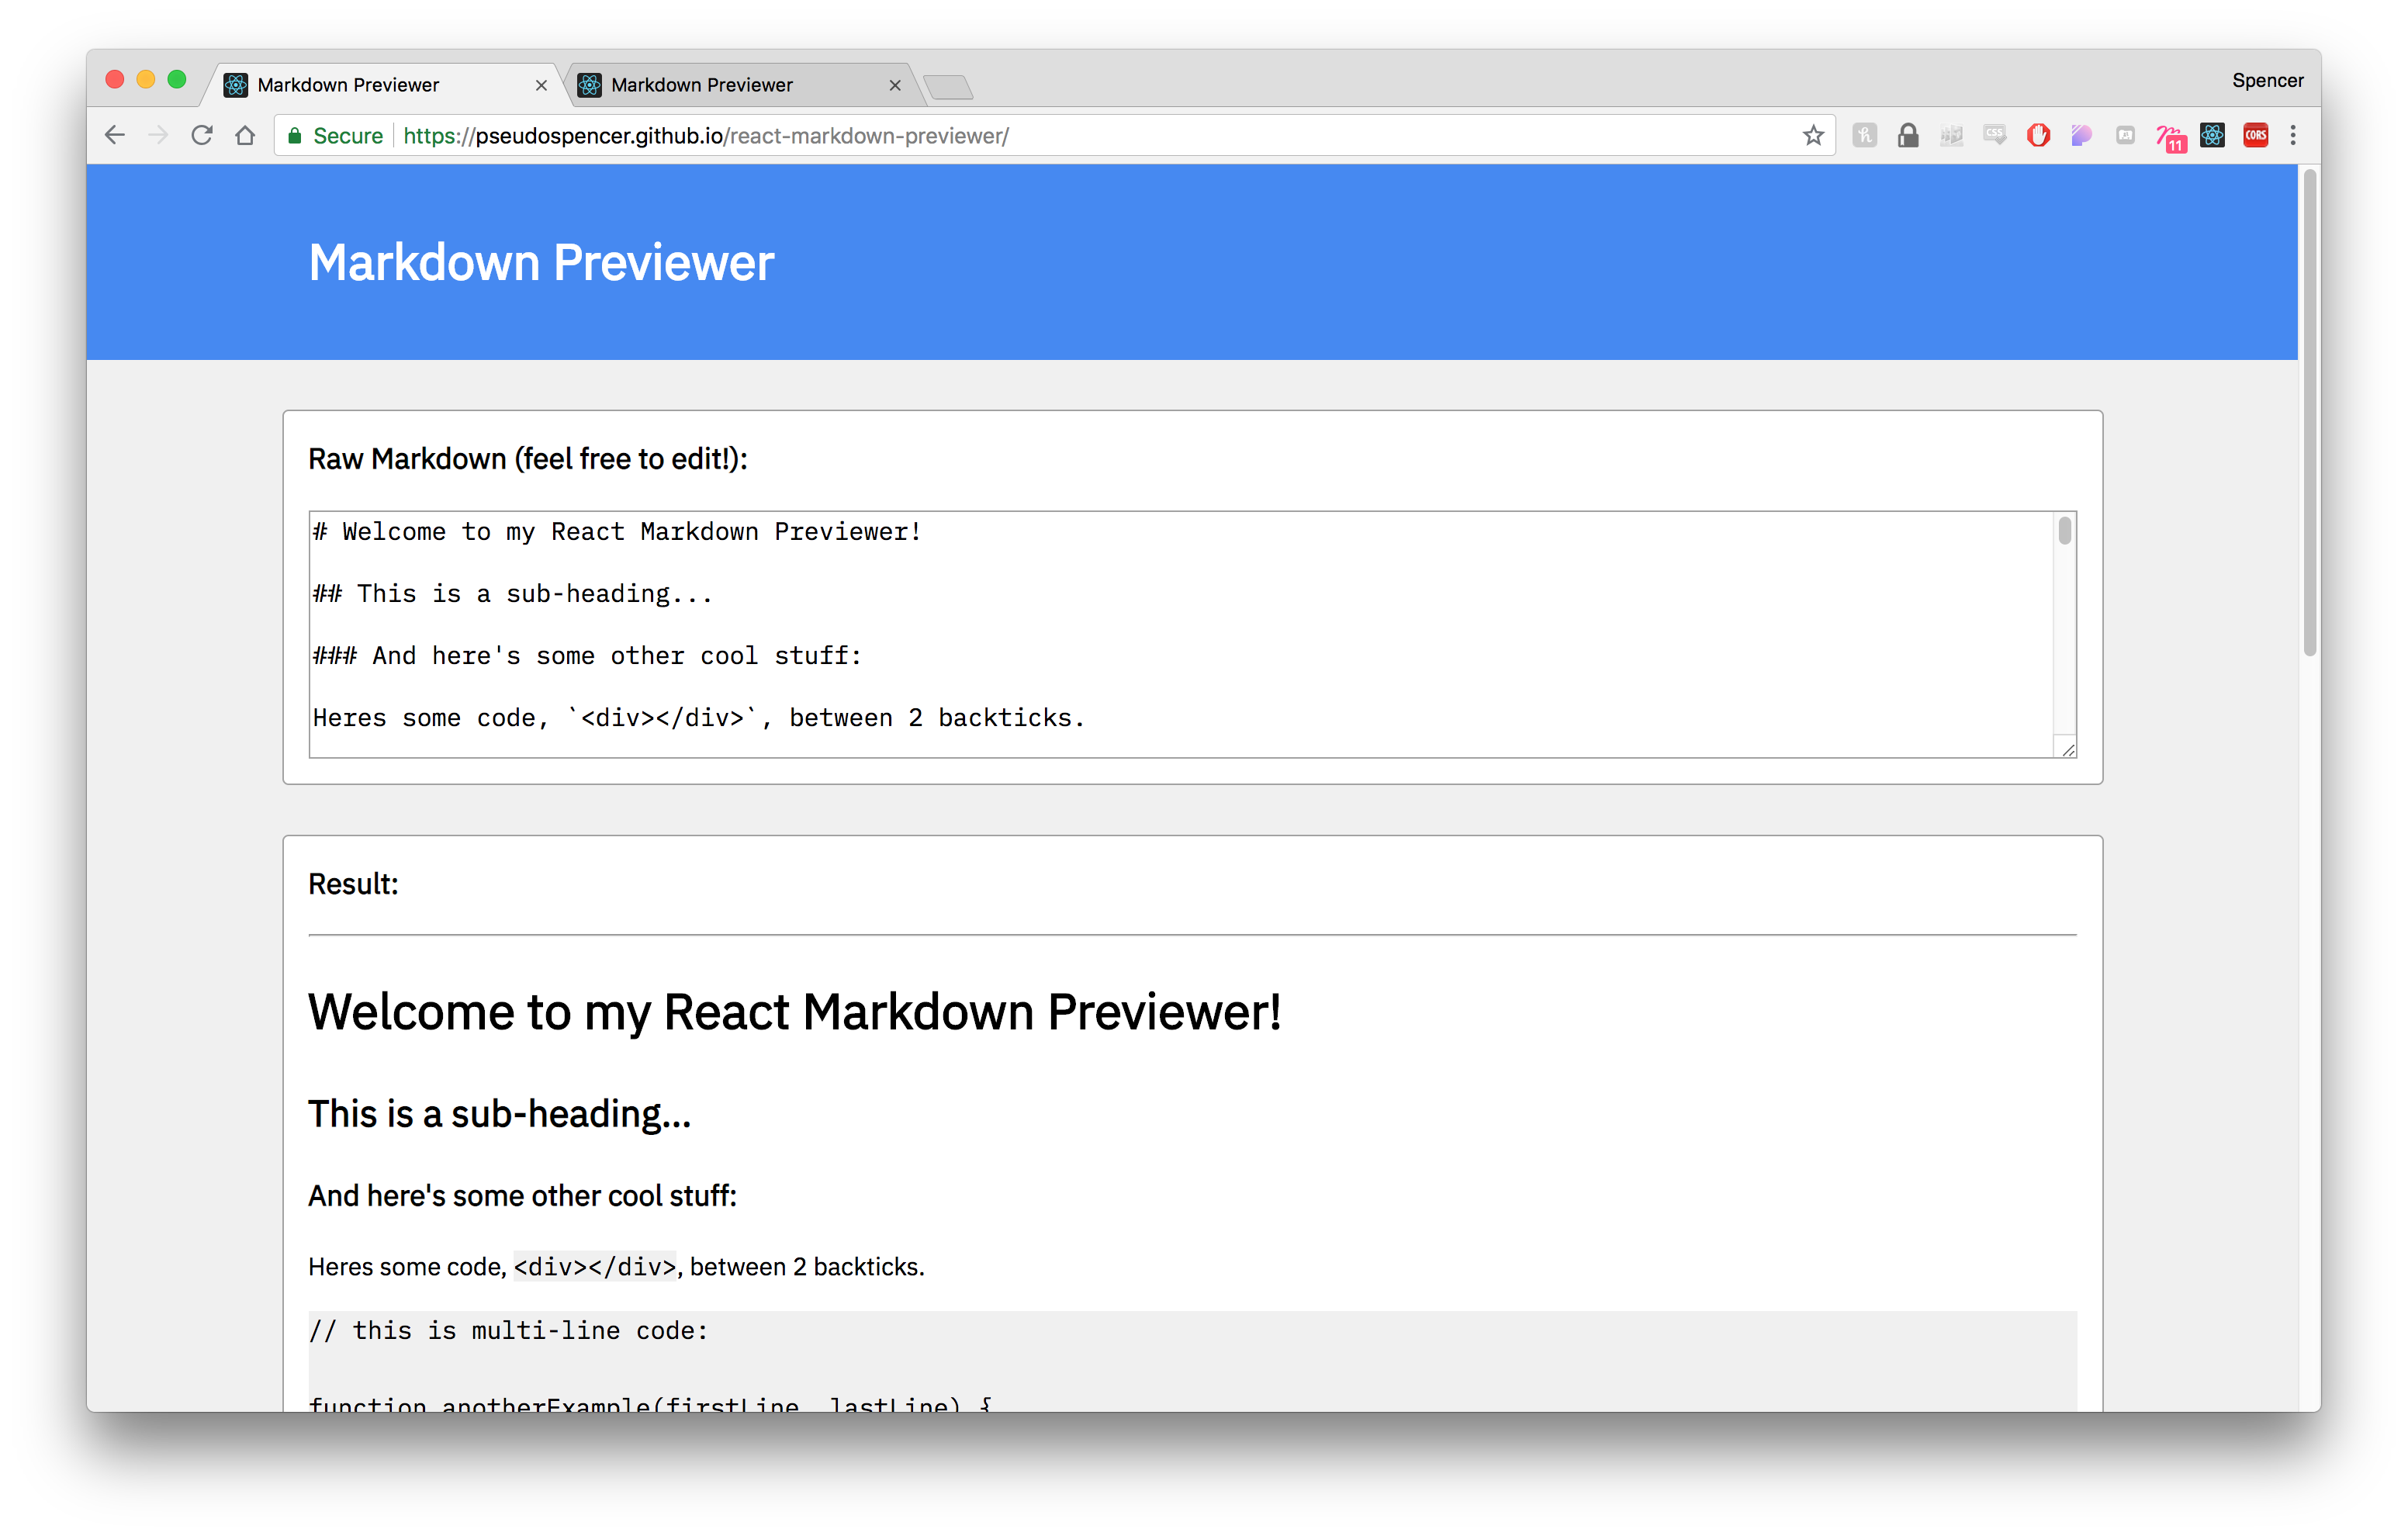 Markdown Previewer
Markdown Previewer
Spencer
Secure https://pseudospencer.github.io/react-markdown-previewer/
CSS
11
CORS
Markdown Previewer
Raw Markdown (feel free to edit!):
# Welcome to my React Markdown Previewer!
## This is a sub-heading...
### And here's some other cool stuff:
Heres some code, `<div></div>`, between 2 backticks.
Result:
Welcome to my React Markdown Previewer!
This is a sub-heading...
And here's some other cool stuff:
Heres some code, <div></div>, between 2 backticks.
// this is multi-line code:
function anotherExample(firstLine, lastLine) {